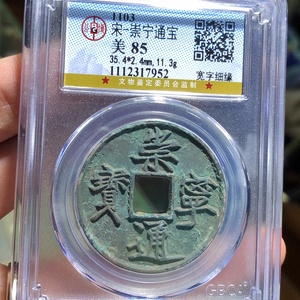 1103
宋-崇宁通宝
美 85
35.4*2.4mm,11.3g
1112317952
宽字细缘
★ 文物鉴定委员会监制 ★
崇
寶 寧
通